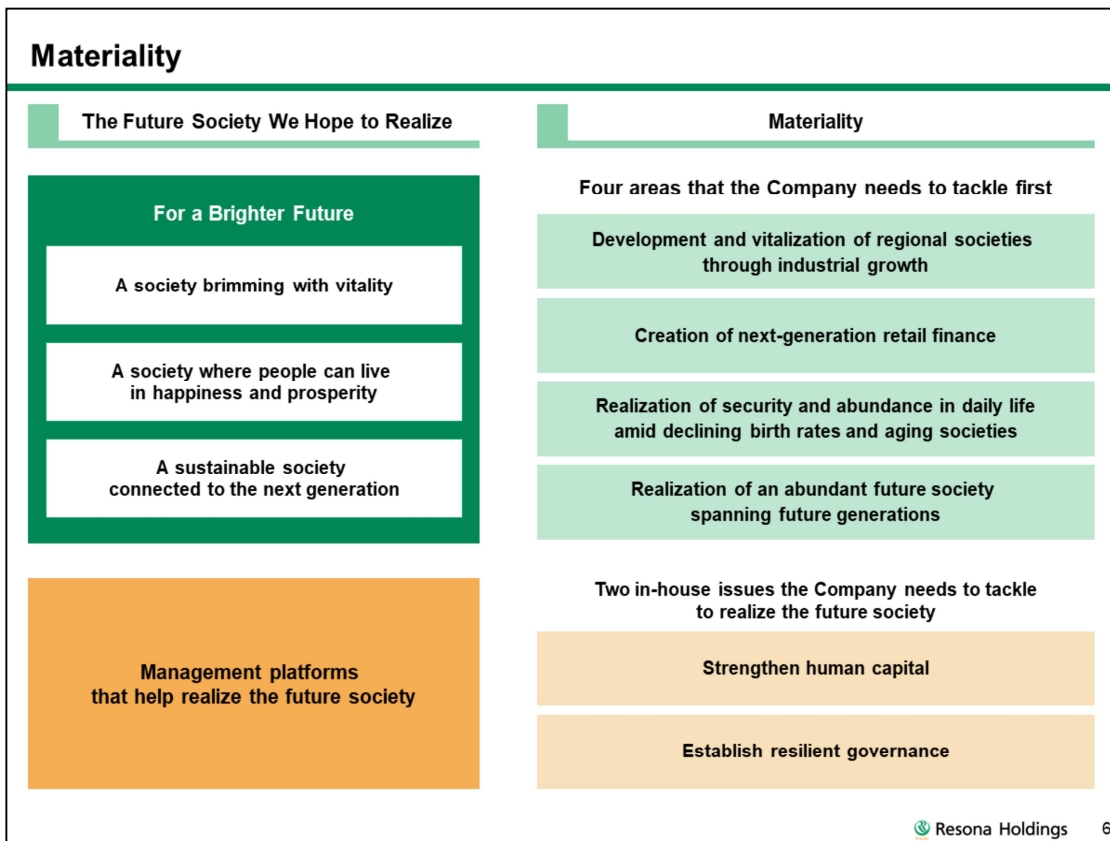 Materiality
The Future Society We Hope to Realize
For a Brighter Future
A society brimming with vitality
A society where people can live
in happiness and prosperity
A sustainable society
connected to the next generation
Management platforms
that help realize the future society
Materiality
Four areas that the Company needs to tackle first
Development and vitalization of regional societies
through industrial growth
Creation of next-generation retail finance
Realization of security and abundance in daily life
amid declining birth rates and aging societies
Realization of an abundant future society
spanning future generations
Two in-house issues the Company needs to tackle
to realize the future society
Strengthen human capital
Establish resilient governance
Resona Holdings 6